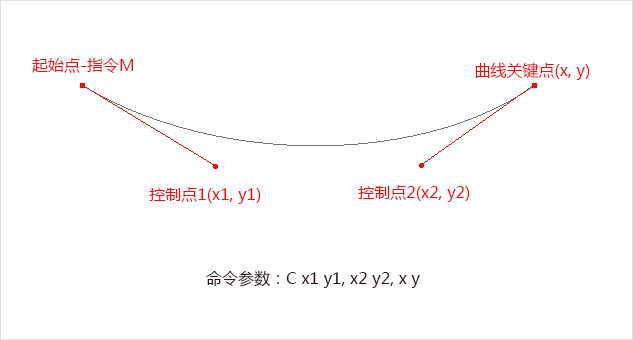 起始点-指令M
曲线关键点(x, y)
控制点1(x1, y1)
控制点2(x2, y2)
命令参数：C x1 y1, x2 y2, x y